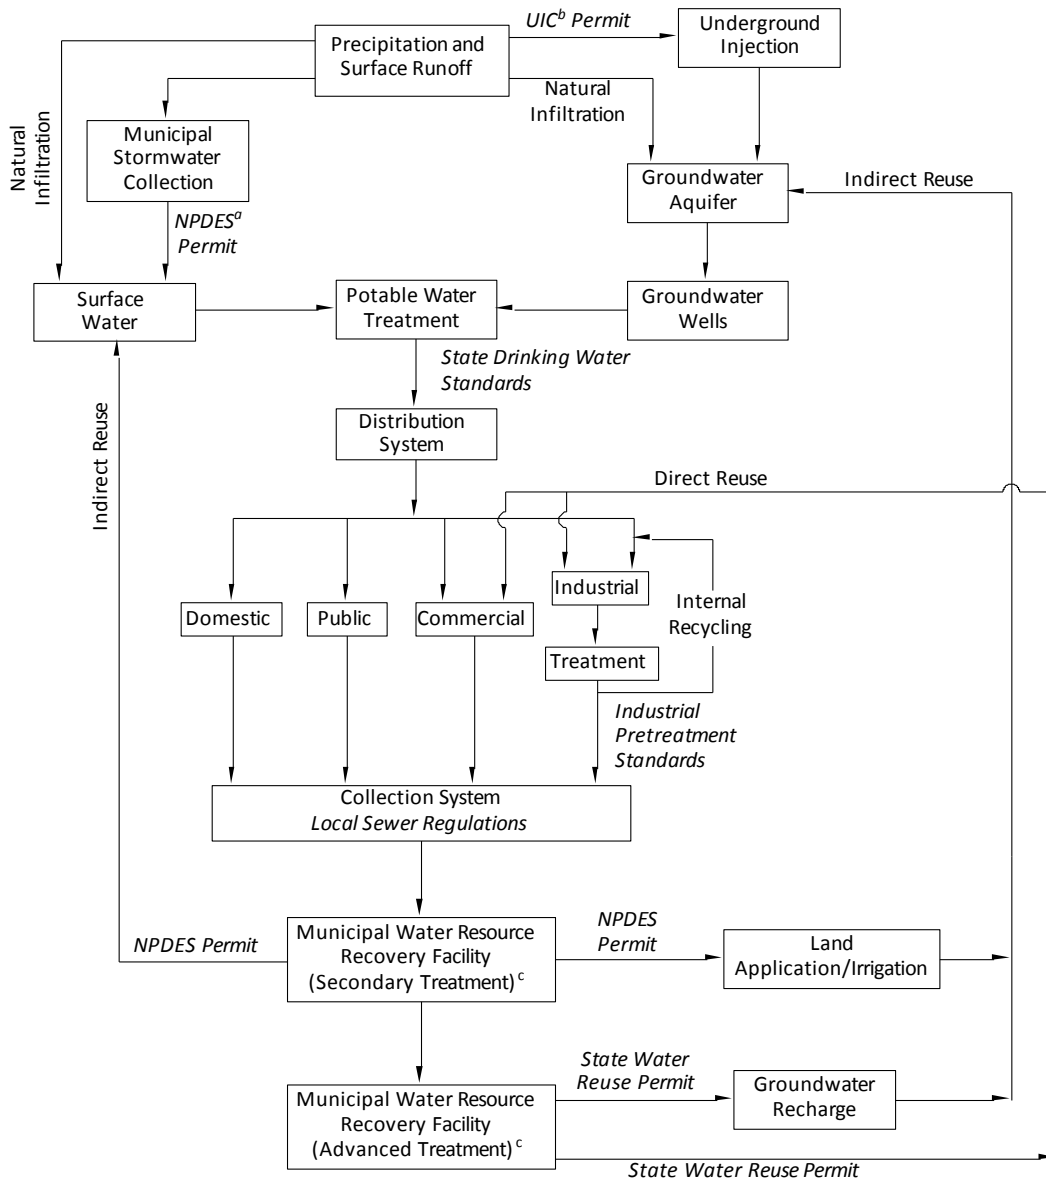 UICᵇ Permit
Underground
Injection
Precipitation and
Surface Runoff
Natural
Infiltration
Natural
Infiltration
Municipal
Stormwater
Collection
Groundwater
Aquifer
Indirect Reuse
NPDESᵃ
Permit
Surface
Water
Potable Water
Treatment
Groundwater
Wells
State Drinking Water
Standards
Distribution
System
Indirect Reuse
Direct Reuse
Industrial
Domestic
Public
Commercial
Internal
Recycling
Treatment
Industrial
Pretreatment
Standards
Collection System
Local Sewer Regulations
NPDES Permit
Municipal Water Resource
Recovery Facility
(Secondary Treatment)ᶜ
NPDES
Permit
Land
Application/Irrigation
State Water
Reuse Permit
Municipal Water Resource
Recovery Facility
(Advanced Treatment)ᶜ
Groundwater
Recharge
State Water Reuse Permit